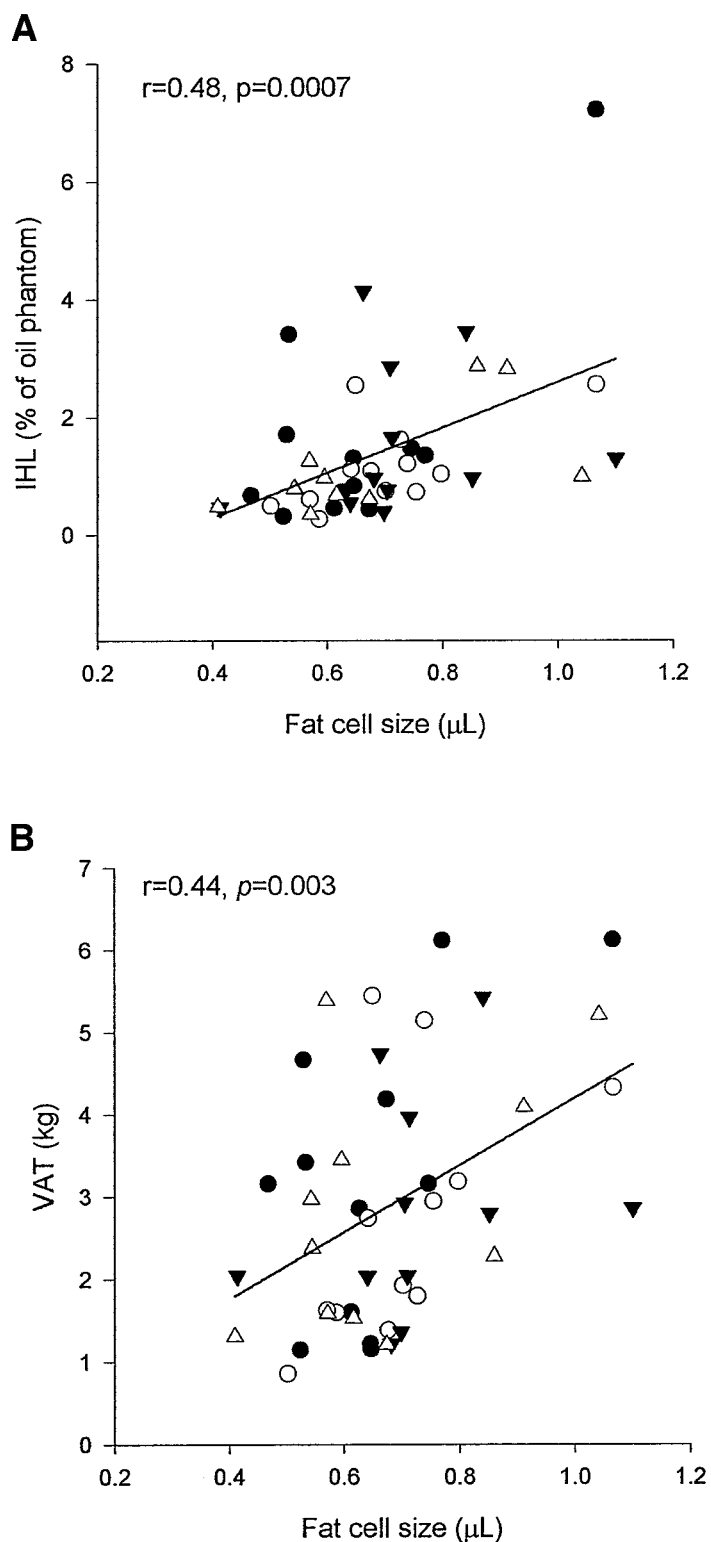 A
r=0.48, p=0.0007
IHL (% of oil phantom)
8
6
4
2
0
0.2 0.4 0.6 0.8 1.0 1.2
Fat cell size (μL)
B
r=0.44, p=0.003
VAT (kg)
7
6
5
4
3
2
1
0
0.2 0.4 0.6 0.8 1.0 1.2
Fat cell size (μL)